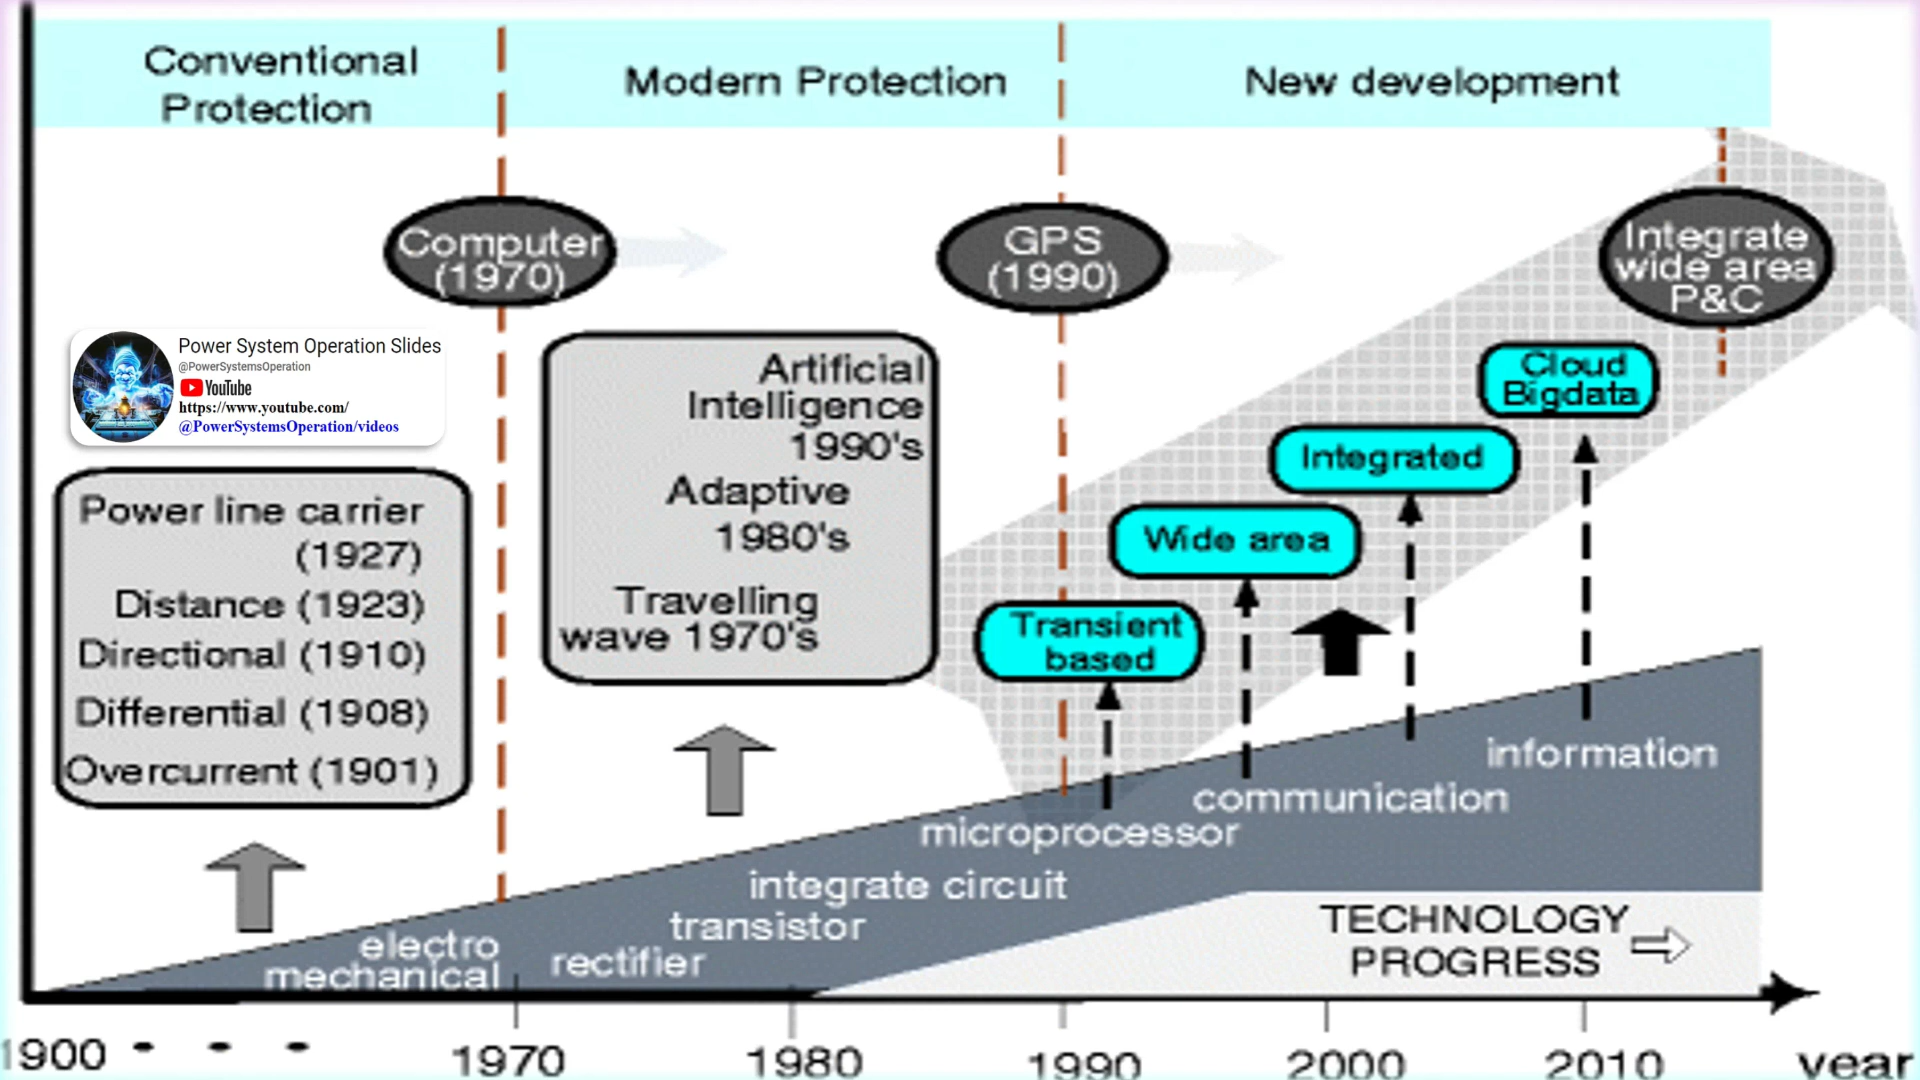 Conventional
Protection
Modern Protection
New development
Computer
(1970)
GPS
(1990)
Integrate
wide area
P&C
Power System Operation Slides
@PowerSystemsOperation
YouTube
https://www.youtube.com/
@PowerSystemsOperation/videos
Power line carrier
(1927)
Distance (1923)
Directional (1910)
Differential (1908)
Overcurrent (1901)
Artificial
Intelligence
1990's
Adaptive
1980's
Travelling
wave 1970's
Cloud
Bigdata
Integrated
Wide area
Transient
based
information
communication
microprocessor
integrate circuit
transistor
rectifier
electro
mechanical
TECHNOLOGY
PROGRESS
1900 1970 1980 1990 2000 2010 year